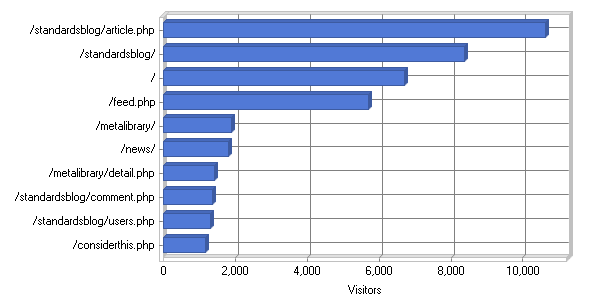 /standardsblog/article.php
/standardsblog/
/
/feed.php
/metalibrary/
/news/
/metalibrary/detail.php
/standardsblog/comment.php
/standardsblog/users.php
/considerthis.php
0 2,000 4,000 6,000 8,000 10,000
Visitors